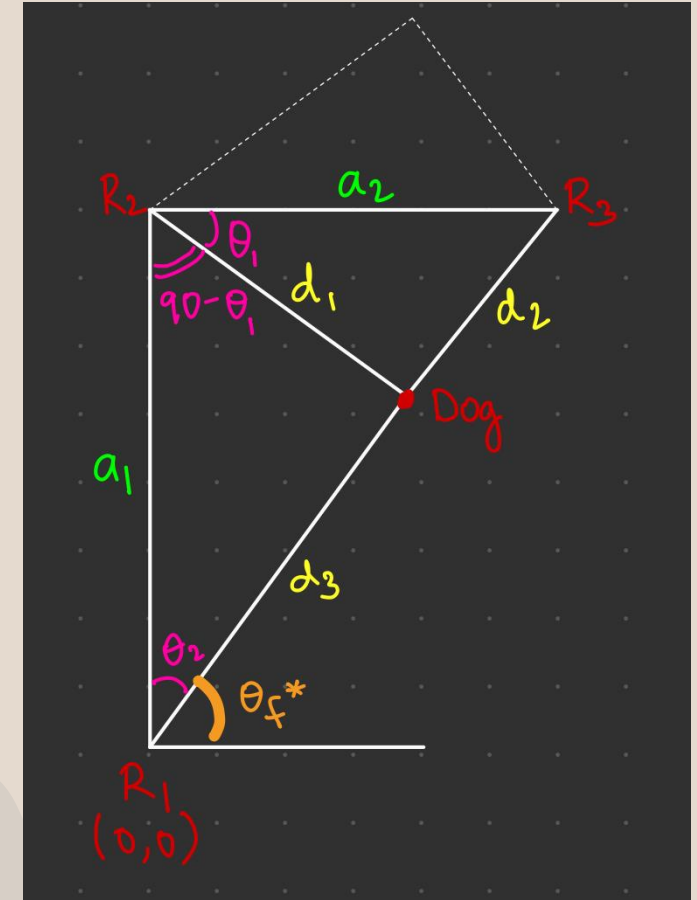 R₂
a₂
R₃
θ₁
90-θ₁
d₁
d₂
Dog
a₁
d₃
θ₂
θf*
R₁
(0,0)